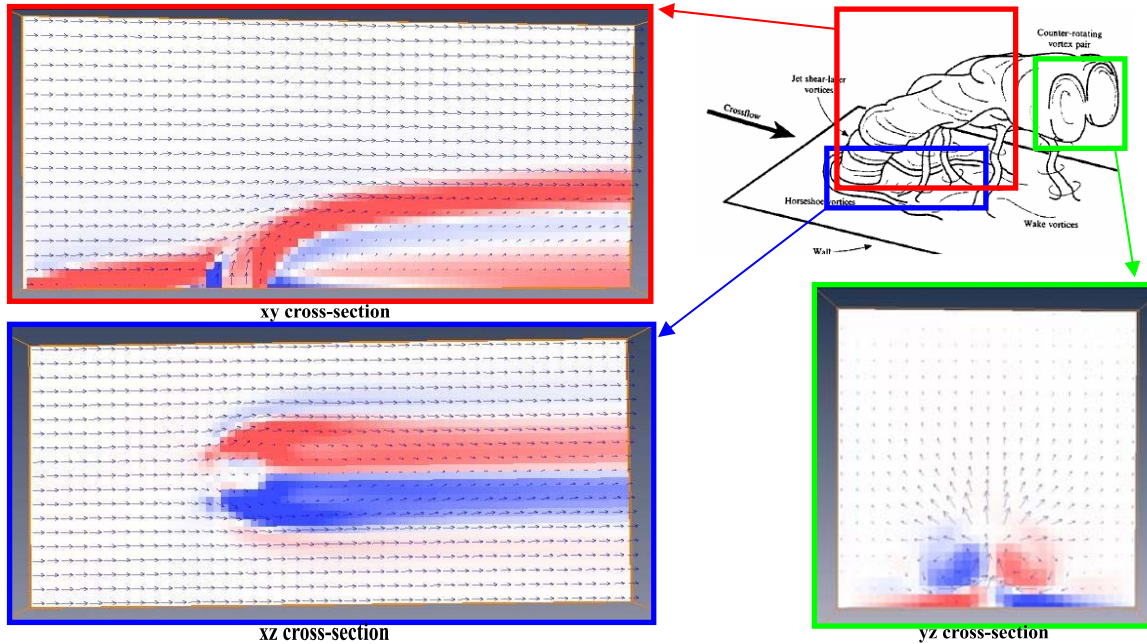 Counter-rotating
vortex pair
Jet shear-layer
vortices
Crossflow
Horseshoe vortices
Wake vortices
Wall
xy cross-section
xz cross-section
yz cross-section